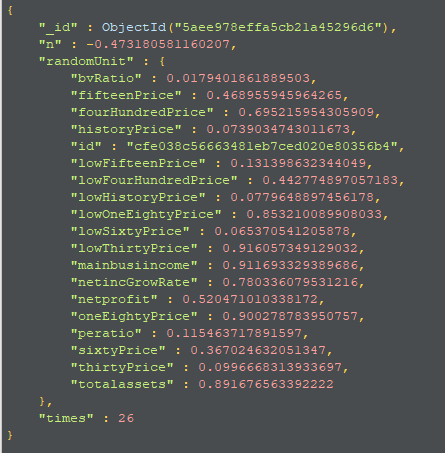 {
"_id" : ObjectId("5aee978effa5cb21a45296d6"),
"n" : -0.473180581160207,
"randomUnit" : {
"bvRatio" : 0.0179401861889503,
"fifteenPrice" : 0.468955945964265,
"fourHundredPrice" : 0.695215954305909,
"historyPrice" : 0.0739034743011673,
"id" : "cfe038c56663481eb7ced020e80356b4",
"lowFifteenPrice" : 0.131398632344049,
"lowFourHundredPrice" : 0.442774897057183,
"lowHistoryPrice" : 0.0779648897456178,
"lowOneEightyPrice" : 0.853210089908033,
"lowSixtyPrice" : 0.065370541205878,
"lowThirtyPrice" : 0.916057349129032,
"mainbusiincome" : 0.911693329389686,
"netincGrowRate" : 0.780336079531216,
"netprofit" : 0.520471010338172,
"oneEightyPrice" : 0.900278783950757,
"peratio" : 0.115463717891597,
"sixtyPrice" : 0.367024632051347,
"thirtyPrice" : 0.0996668313933697,
"totalassets" : 0.891676563392222
},
"times" : 26
}